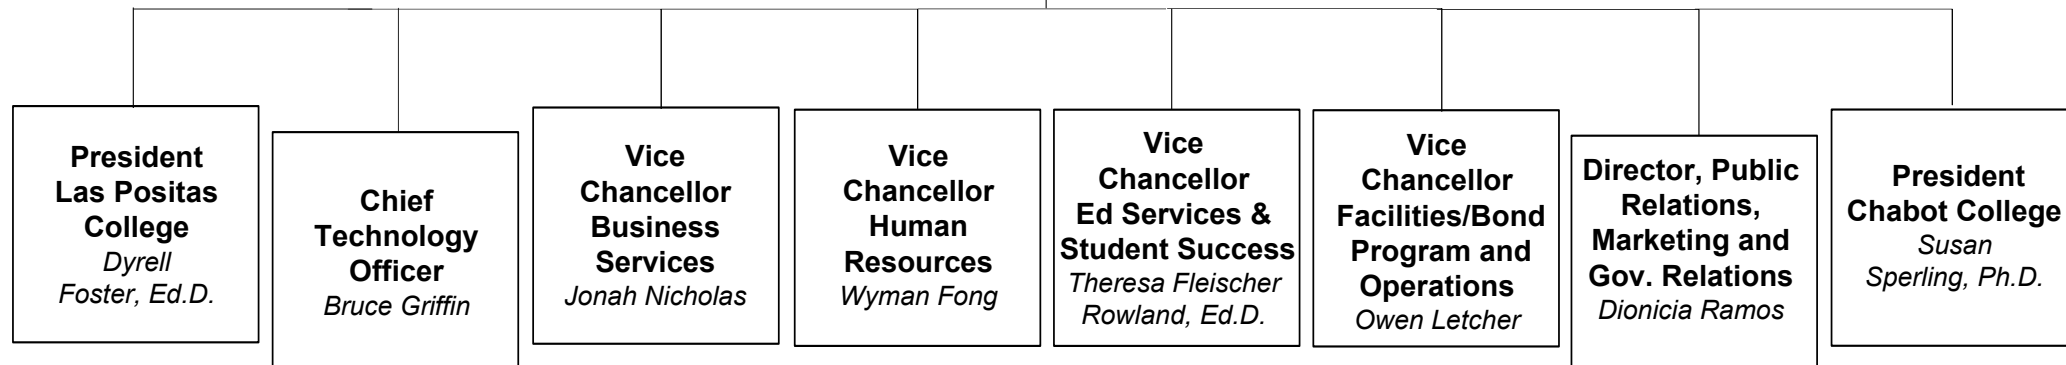 President
Las Positas
College
Dyrell
Foster, Ed.D.
Chief
Technology
Officer
Bruce Griffin
Vice
Chancellor
Business
Services
Jonah Nicholas
Vice
Chancellor
Human
Resources
Wyman Fong
Vice
Chancellor
Ed Services &
Student Success
Theresa Fleischer
Rowland, Ed.D.
Vice
Chancellor
Facilities/Bond
Program and
Operations
Owen Letcher
Director, Public
Relations,
Marketing and
Gov. Relations
Dionicia Ramos
President
Chabot College
Susan
Sperling, Ph.D.